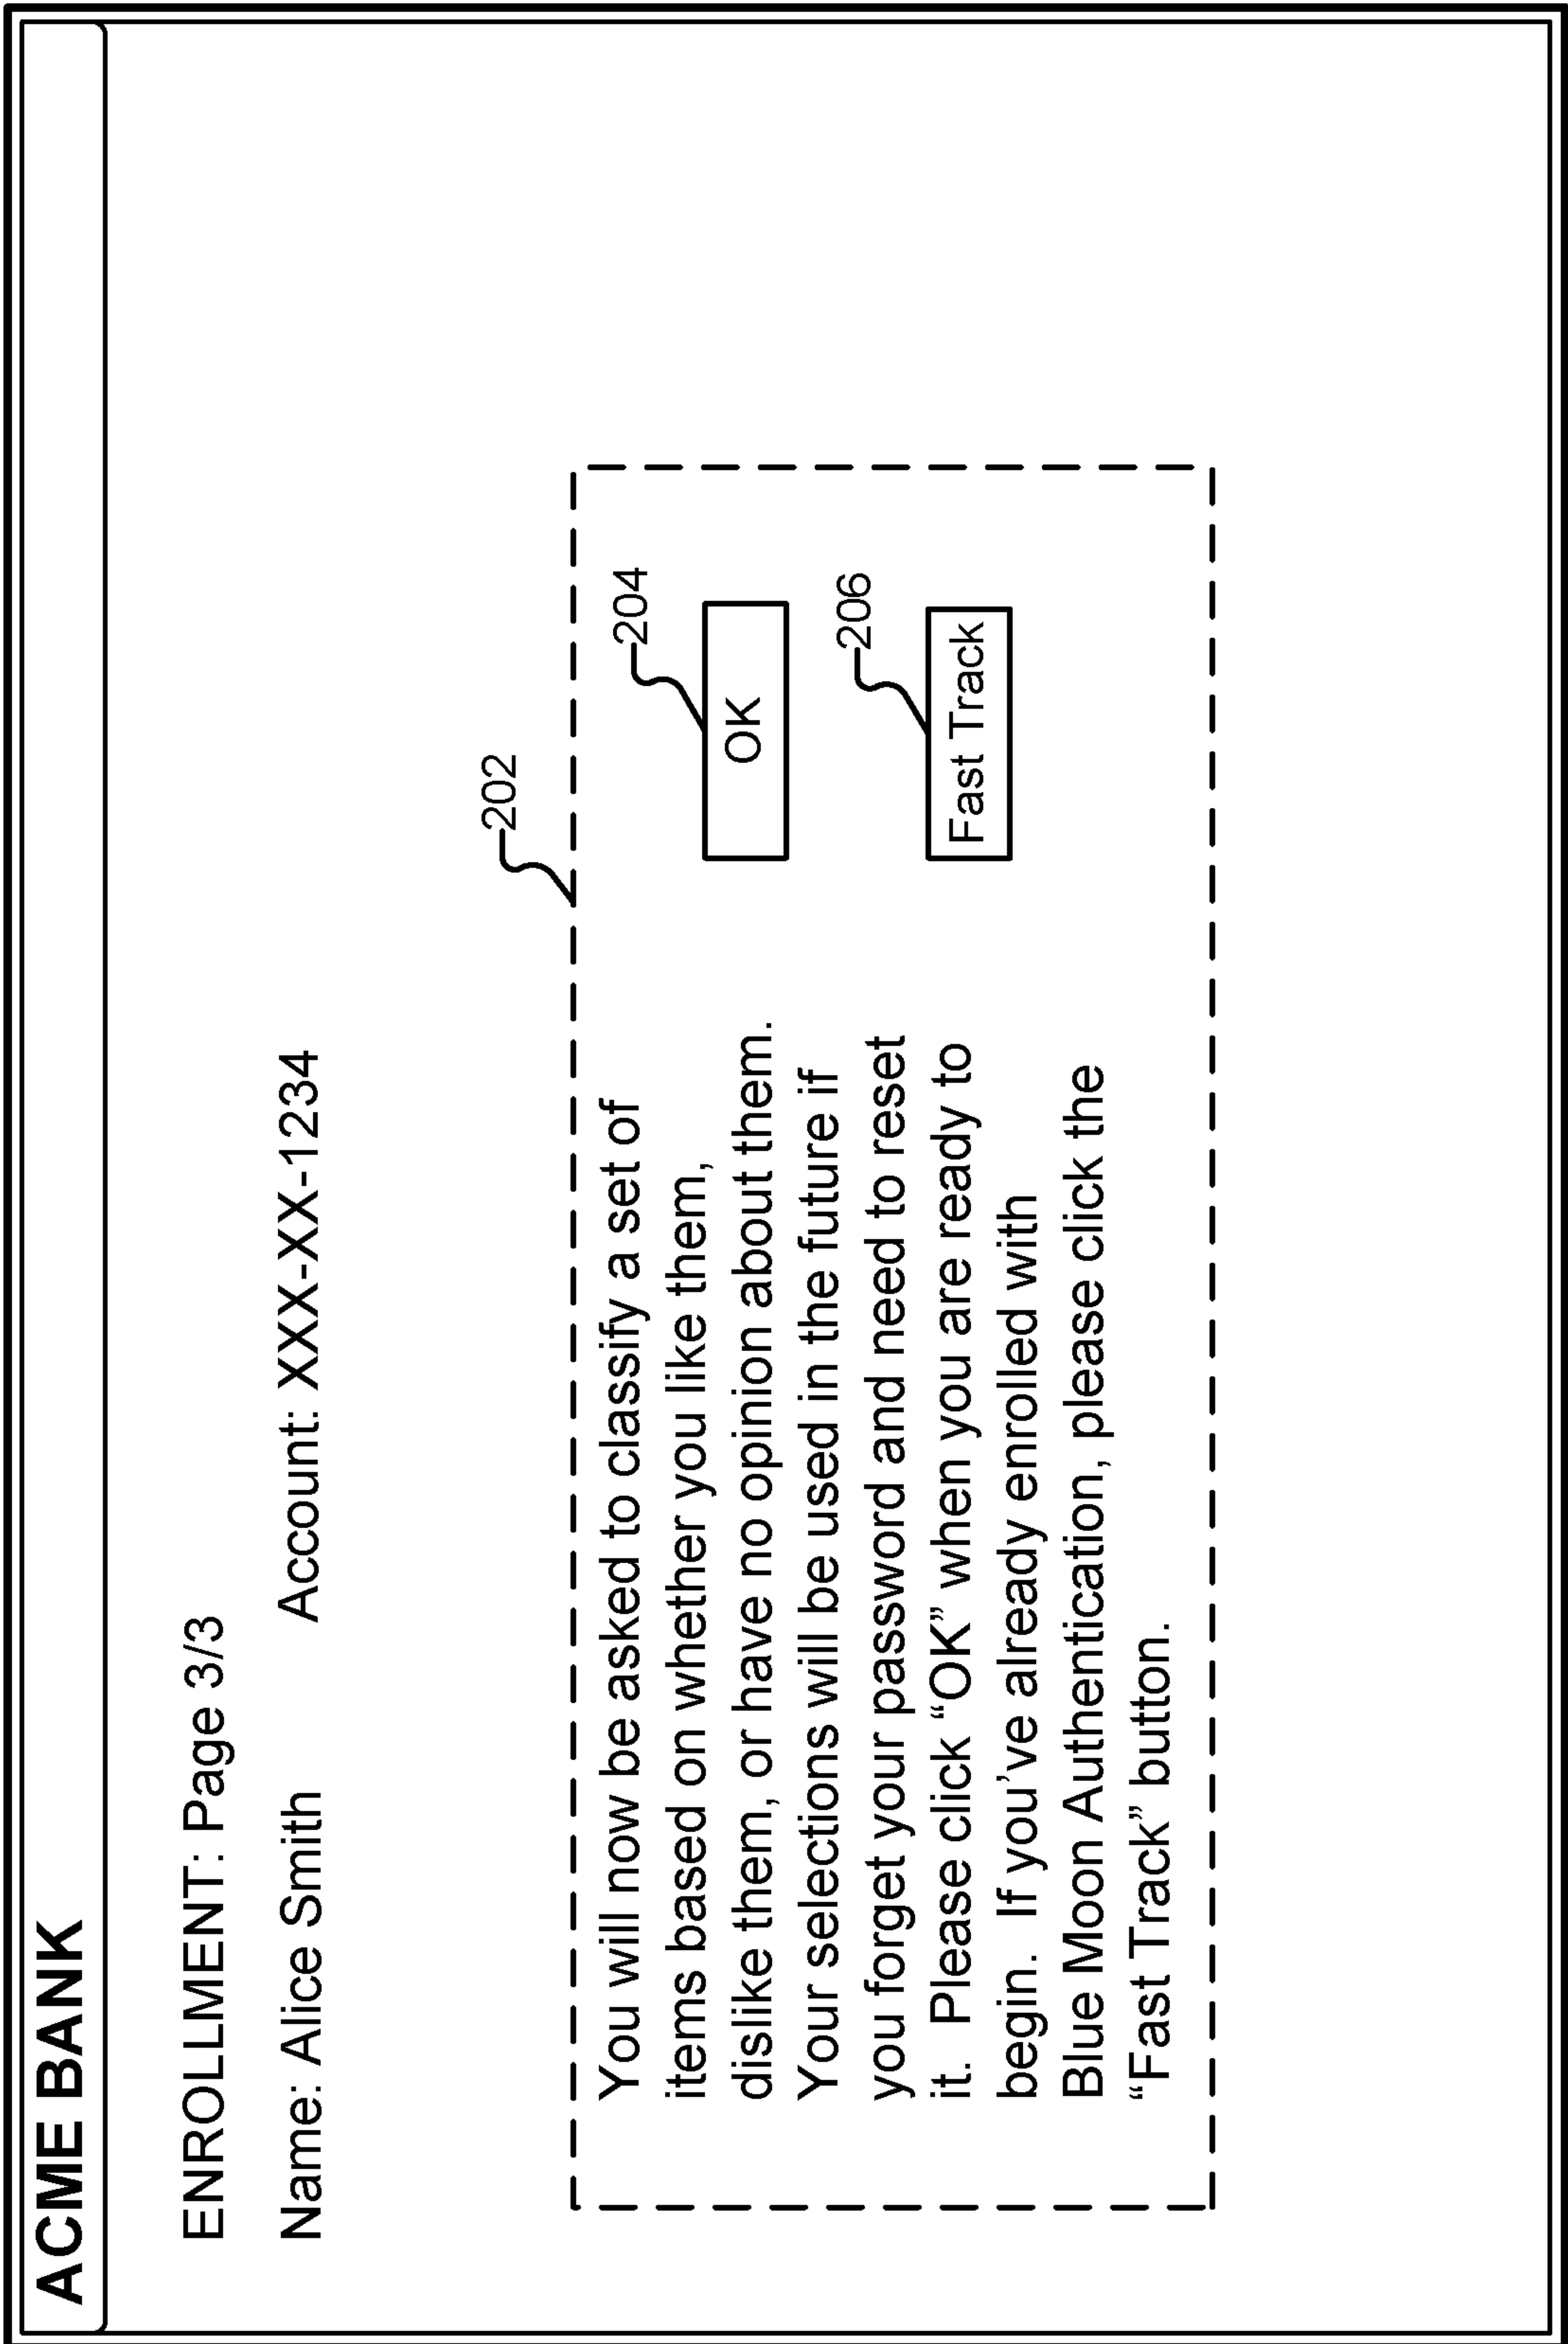 ACME BANK
ENROLLMENT: Page 3/3
Name: Alice Smith Account: XXX-XX-1234
202
You will now be asked to classify a set of
items based on whether you like them,
dislike them, or have no opinion about them.
Your selections will be used in the future if
you forget your password and need to reset
it.  Please click “OK” when you are ready to
begin.  If you’ve already enrolled with
Blue Moon Authentication, please click the
“Fast Track” button.
204
OK
206
Fast Track